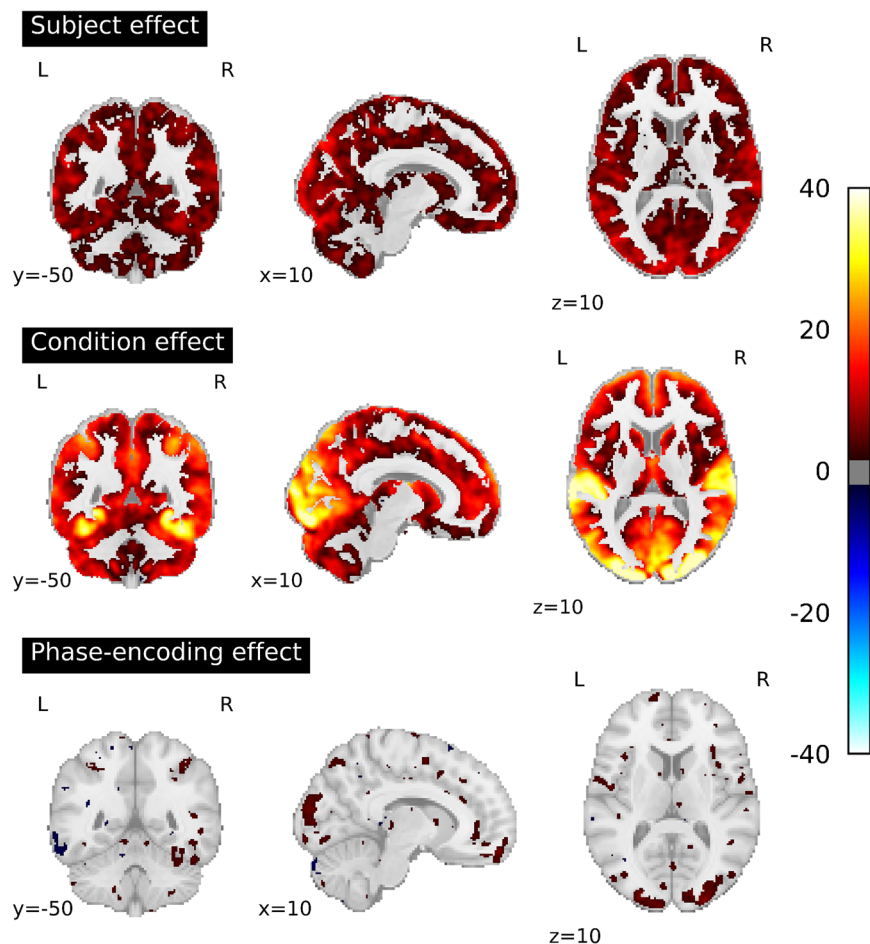 Subject effect
L R L R
y=-50 x=10 z=10
Condition effect
L R L R
y=-50 x=10 z=10
Phase-encoding effect
L R L R
y=-50 x=10 z=10
40
20
0
-20
-40